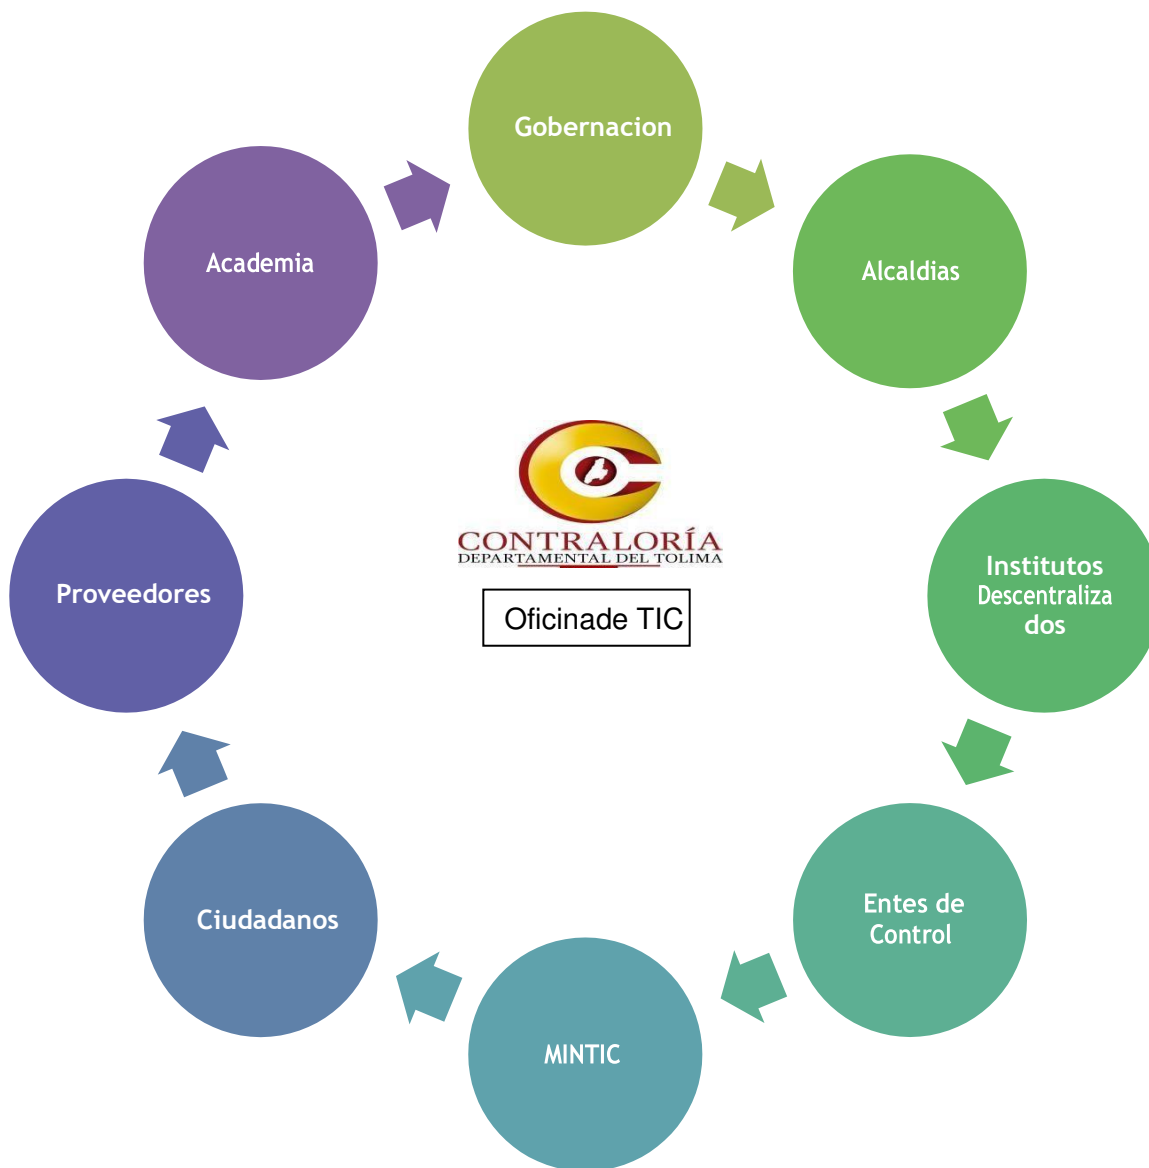 Gobernacion
Alcaldias
Institutos
Descentraliza
dos
Entes de
Control
MINTIC
Ciudadanos
Proveedores
Academia
CONTRALORÍA
DEPARTAMENTAL DEL TOLIMA
Oficinade TIC